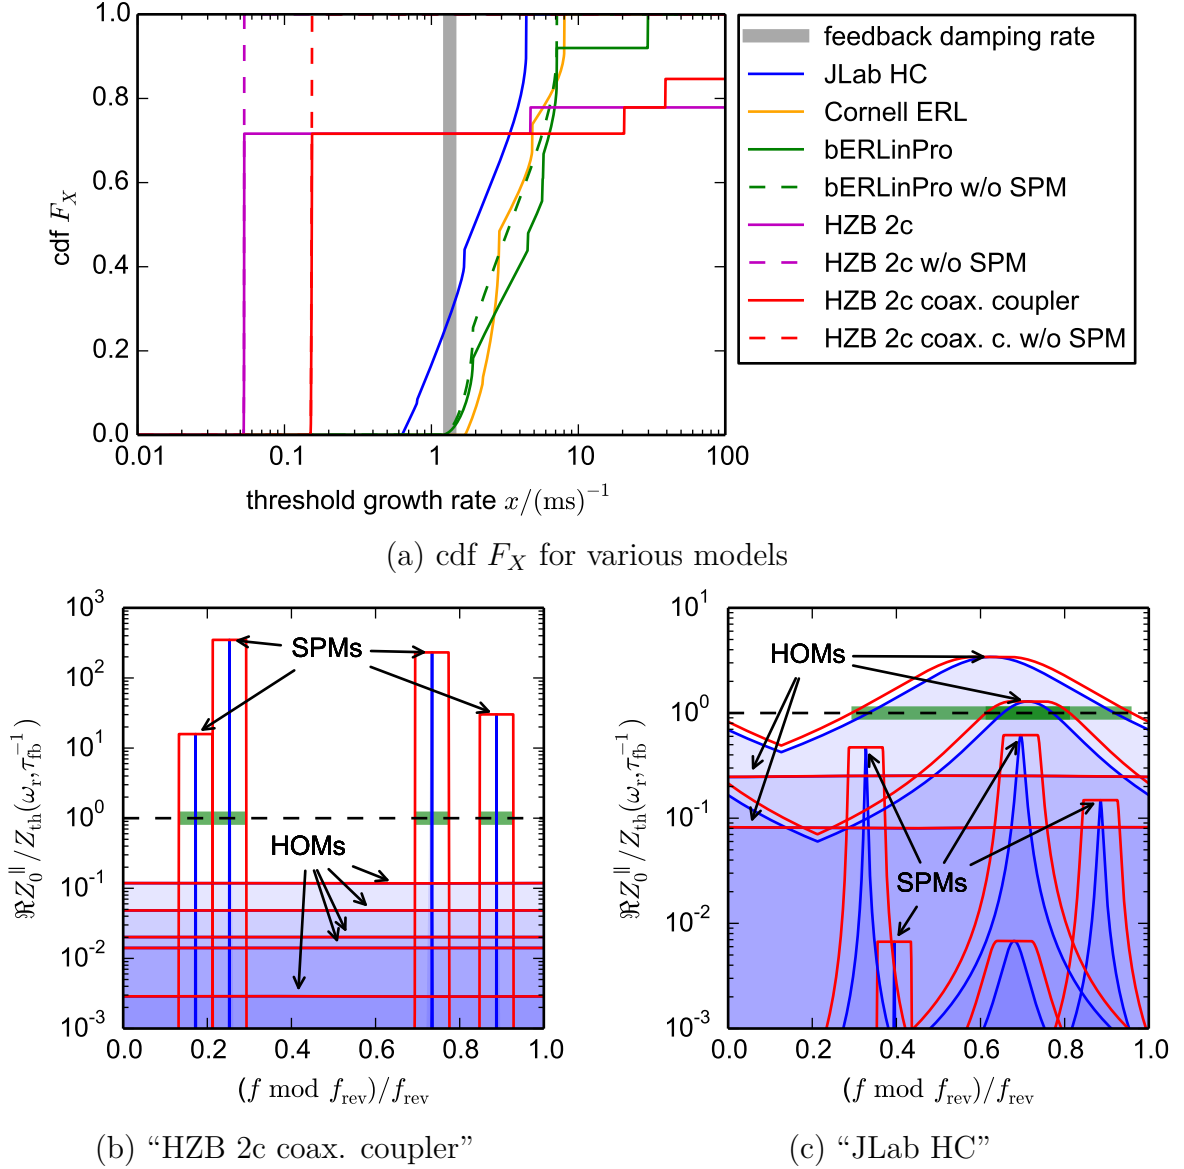 1.0
0.8
0.6
0.4
0.2
0.0
cdf F_X
0.01 0.1 1 10 100
threshold growth rate x/(ms)^{-1}
feedback damping rate
JLab HC
Cornell ERL
bERLinPro
bERLinPro w/o SPM
HZB 2c
HZB 2c w/o SPM
HZB 2c coax. coupler
HZB 2c coax. c. w/o SPM
(a) cdf F_X for various models
10^3
10^2
10^1
10^0
10^{-1}
10^{-2}
10^{-3}
ℜZ_0^∥/Z_th(ω_r, τ_fb^{-1})
SPMs
HOMs
0.0 0.2 0.4 0.6 0.8 1.0
(f mod f_rev)/f_rev
(b) “HZB 2c coax. coupler”
10^1
10^0
10^{-1}
10^{-2}
10^{-3}
ℜZ_0^∥/Z_th(ω_r, τ_fb^{-1})
HOMs
SPMs
0.0 0.2 0.4 0.6 0.8 1.0
(f mod f_rev)/f_rev
(c) “JLab HC”